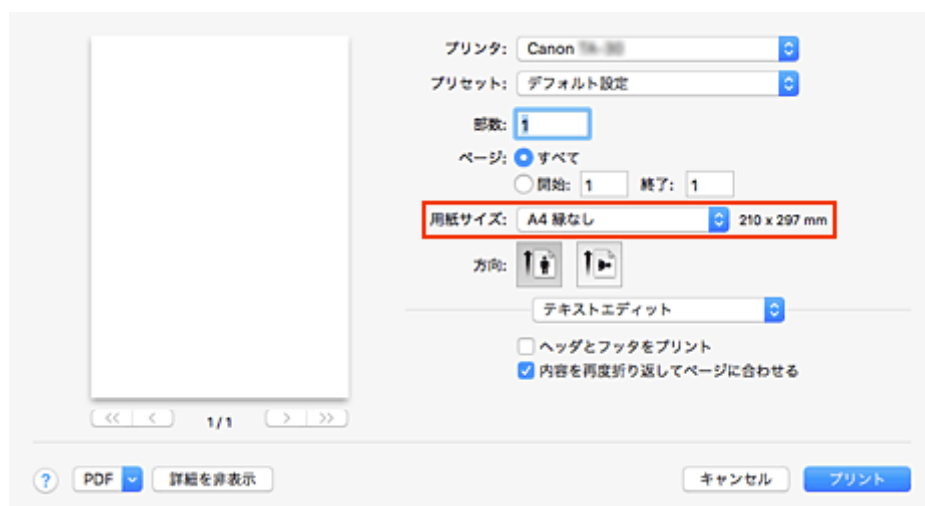 プリンタ: Canon
プリセット: デフォルト設定
部数: 1
ページ: すべて
開始: 1 終了: 1
用紙サイズ: A4 縁なし 210 x 297 mm
方向:
テキストエディット
ヘッダとフッタをプリント
内容を再度折り返してページに合わせる
<< < 1 / 1 > >>
? PDF 詳細を非表示 キャンセル プリント